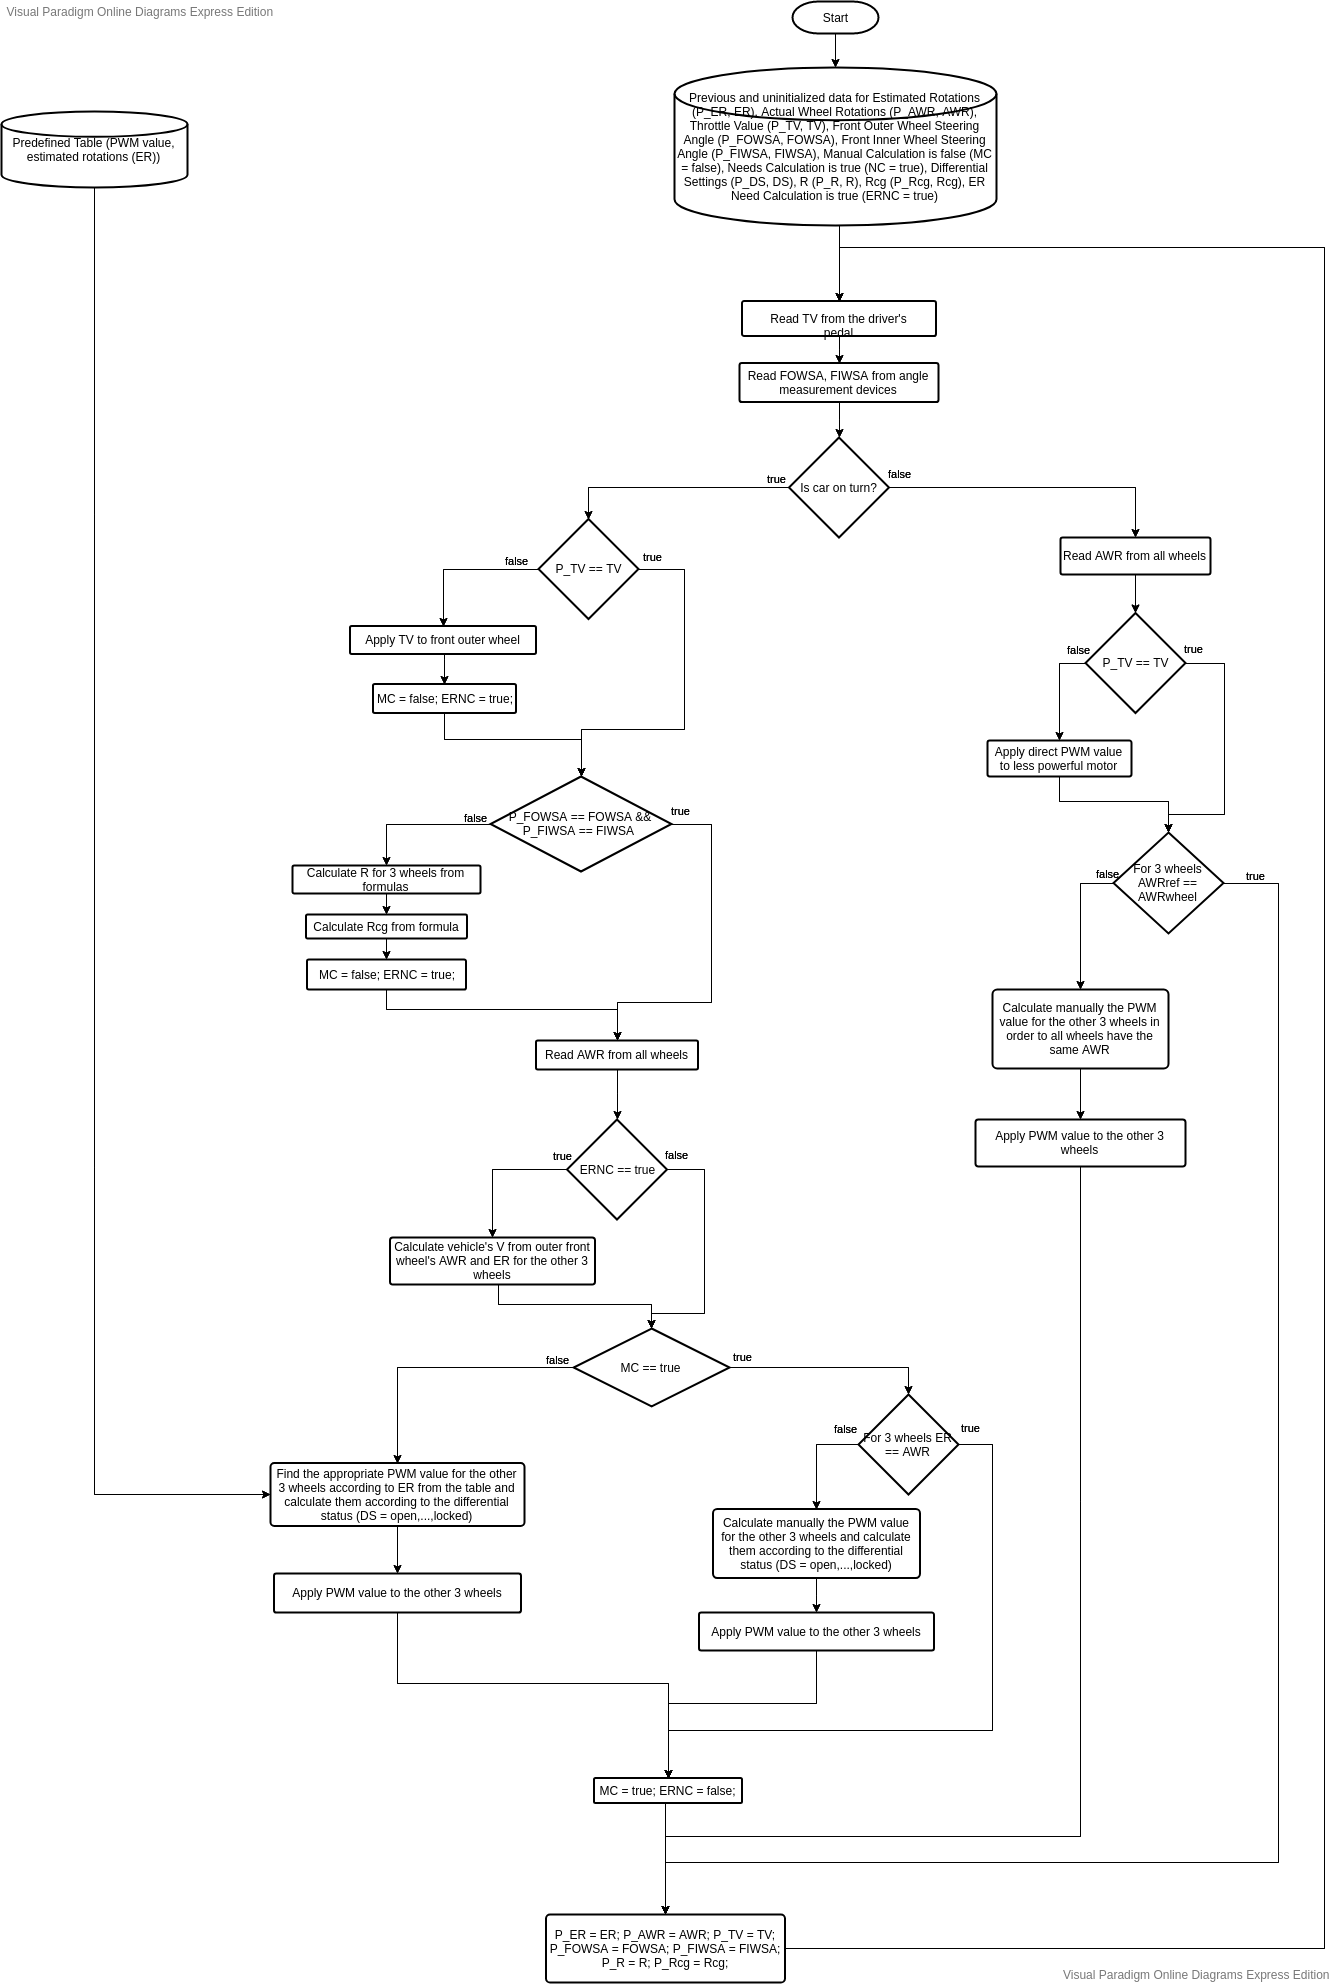 Visual Paradigm Online Diagrams Express Edition
Start
Previous and uninitialized data for Estimated Rotations
(P_ER, ER), Actual Wheel Rotations (P_AWR, AWR),
Throttle Value (P_TV, TV), Front Outer Wheel Steering
Angle (P_FOWSA, FOWSA), Front Inner Wheel Steering
Angle (P_FIWSA, FIWSA), Manual Calculation is false (MC
= false), Needs Calculation is true (NC = true), Differential
Settings (P_DS, DS), R (P_R, R), Rcg (P_Rcg, Rcg), ER
Need Calculation is true (ERNC = true)
Predefined Table (PWM value,
estimated rotations (ER))
Read TV from the driver's
pedal
Read FOWSA, FIWSA from angle
measurement devices
Is car on turn?
true
false
P_TV == TV
false
true
Apply TV to front outer wheel
MC = false; ERNC = true;
Read AWR from all wheels
P_TV == TV
false
true
Apply direct PWM value
to less powerful motor
P_FOWSA == FOWSA &&
P_FIWSA == FIWSA
false
true
Calculate R for 3 wheels from
formulas
Calculate Rcg from formula
MC = false; ERNC = true;
For 3 wheels
AWRref ==
AWRwheel
false
true
Calculate manually the PWM
value for the other 3 wheels in
order to all wheels have the
same AWR
Apply PWM value to the other 3
wheels
Read AWR from all wheels
ERNC == true
true
false
Calculate vehicle's V from outer front
wheel's AWR and ER for the other 3
wheels
MC == true
false
true
For 3 wheels ER
== AWR
false
true
Find the appropriate PWM value for the other
3 wheels according to ER from the table and
calculate them according to the differential
status (DS = open,...,locked)
Apply PWM value to the other 3 wheels
Calculate manually the PWM value
for the other 3 wheels and calculate
them according to the differential
status (DS = open,...,locked)
Apply PWM value to the other 3 wheels
MC = true; ERNC = false;
P_ER = ER; P_AWR = AWR; P_TV = TV;
P_FOWSA = FOWSA; P_FIWSA = FIWSA;
P_R = R; P_Rcg = Rcg;
Visual Paradigm Online Diagrams Express Edition